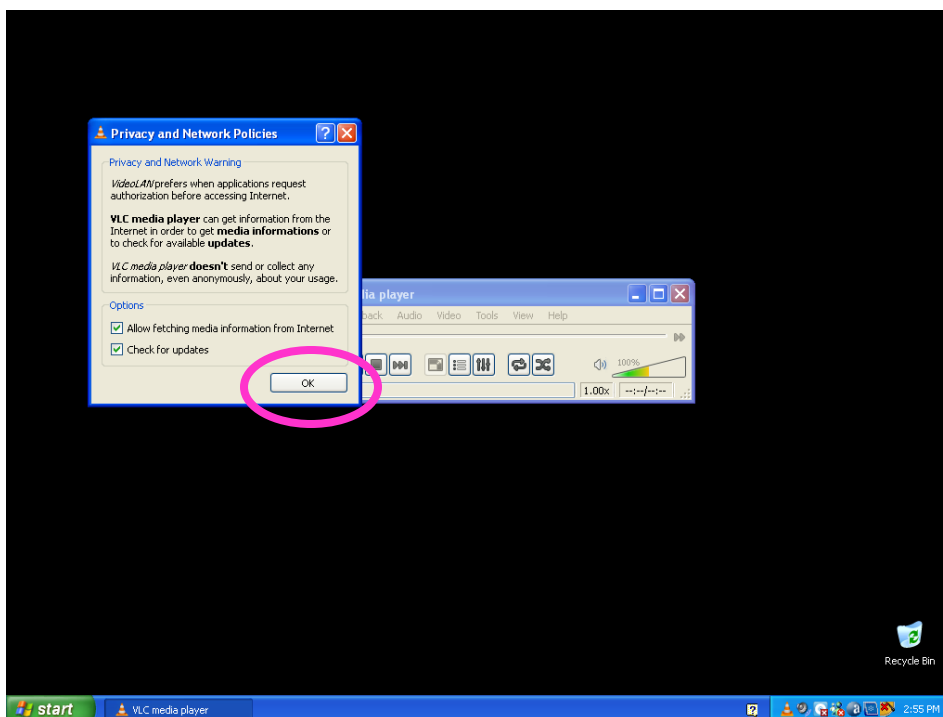 Privacy and Network Policies
Privacy and Network Warning
VideoLAN prefers when applications request
authorization before accessing Internet.
VLC media player can get information from the
Internet in order to get media informations or
to check for available updates.
VLC media player doesn't send or collect any
information, even anonymously, about your usage.
Options
Allow fetching media information from Internet
Check for updates
OK
dia player
back Audio Video Tools View Help
100%
1.00x --:--/--:--
Recycle Bin
start
VLC media player
2:55 PM